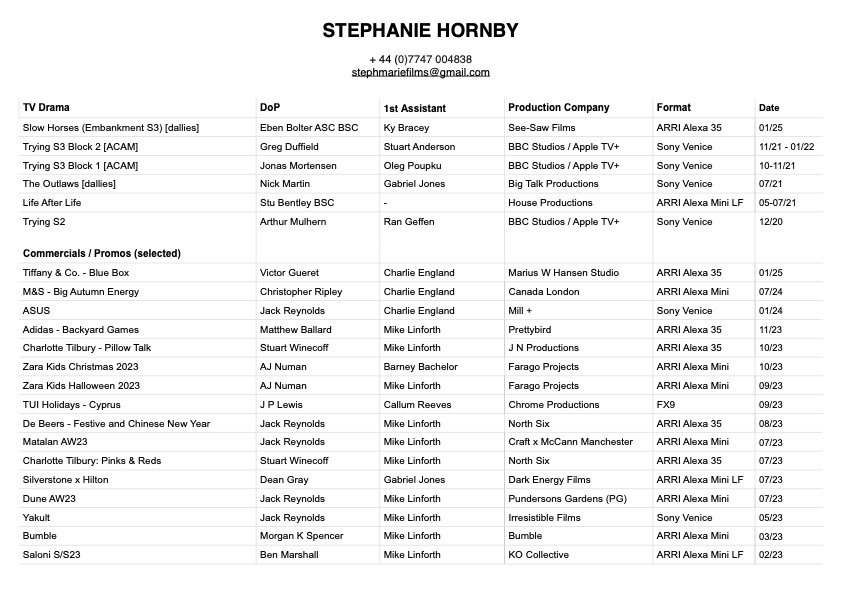 STEPHANIE HORNBY
+ 44 (0)7747 004838
stephmariefilms@gmail.com
TV Drama DoP 1st Assistant Production Company Format Date
Slow Horses (Embankment S3) [dallies] Eben Bolter ASC BSC Ky Bracey See-Saw Films ARRI Alexa 35 01/25
Trying S3 Block 2 [ACAM] Greg Duffield Stuart Anderson BBC Studios / Apple TV+ Sony Venice 11/21 - 01/22
Trying S3 Block 1 [ACAM] Jonas Mortensen Oleg Poupku BBC Studios / Apple TV+ Sony Venice 10-11/21
The Outlaws [dallies] Nick Martin Gabriel Jones Big Talk Productions Sony Venice 07/21
Life After Life Stu Bentley BSC - House Productions ARRI Alexa Mini LF 05-07/21
Trying S2 Arthur Mulhern Ran Geffen BBC Studios / Apple TV+ Sony Venice 12/20
Commercials / Promos (selected)
Tiffany & Co. - Blue Box Victor Gueret Charlie England Marius W Hansen Studio ARRI Alexa 35 01/25
M&S - Big Autumn Energy Christopher Ripley Charlie England Canada London ARRI Alexa Mini 07/24
ASUS Jack Reynolds Charlie England Mill + Sony Venice 01/24
Adidas - Backyard Games Matthew Ballard Mike Linforth Prettybird ARRI Alexa 35 11/23
Charlotte Tilbury - Pillow Talk Stuart Winecoff Mike Linforth J N Productions ARRI Alexa 35 10/23
Zara Kids Christmas 2023 AJ Numan Barney Bachelor Farago Projects ARRI Alexa Mini 10/23
Zara Kids Halloween 2023 AJ Numan Mike Linforth Farago Projects ARRI Alexa Mini 09/23
TUI Holidays - Cyprus J P Lewis Callum Reeves Chrome Productions FX9 09/23
De Beers - Festive and Chinese New Year Jack Reynolds Mike Linforth North Six ARRI Alexa 35 08/23
Matalan AW23 Jack Reynolds Mike Linforth Craft x McCann Manchester ARRI Alexa Mini 07/23
Charlotte Tilbury: Pinks & Reds Stuart Winecoff Mike Linforth North Six ARRI Alexa 35 07/23
Silverstone x Hilton Dean Gray Gabriel Jones Dark Energy Films ARRI Alexa Mini LF 07/23
Dune AW23 Jack Reynolds Mike Linforth Pundersons Gardens (PG) ARRI Alexa Mini 07/23
Yakult Jack Reynolds Mike Linforth Irresistible Films Sony Venice 05/23
Bumble Morgan K Spencer Mike Linforth Bumble ARRI Alexa Mini 03/23
Saloni S/S23 Ben Marshall Mike Linforth KO Collective ARRI Alexa Mini LF 02/23